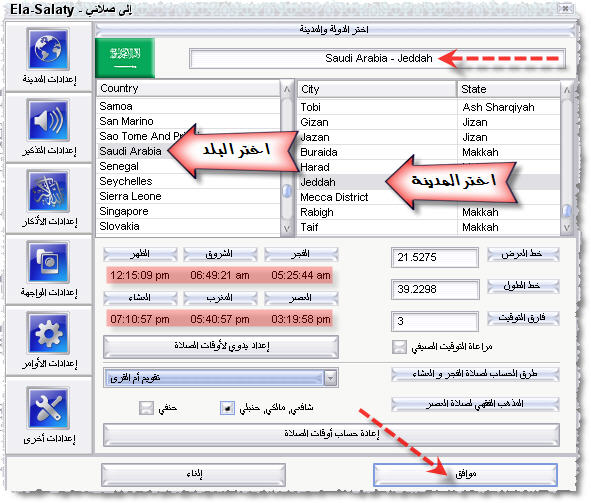 Ela-Salaty - إلى صلاتي
اختر الدولة والمدينة
Saudi Arabia - Jeddah
إعدادات المدينة
إعدادات التذكير
إعدادات الأذكار
إعدادات الواجهة
إعدادات الأوامر
إعدادات أخرى
Country
Samoa
San Marino
Sao Tome And
Saudi Arabia
Senegal
Seychelles
Sierra Leone
Singapore
Slovakia
اختر البلد
City State
Tobi Ash Sharqiyah
Gizan Jizan
Jazan Jizan
Buraida Makkah
Harad
Jeddah
Mecca District
Rabigh Makkah
Taif Makkah
اختر المدينة
الفجر الشروق الظهر
12:15:09 pm 06:49:21 am 05:25:44 am
العصر المغرب العشاء
07:10:57 pm 05:40:57 pm 03:19:58 pm
خط العرض 21.5275
خط الطول 39.2298
فارق التوقيت 3
مراعاة التوقيت الصيفي
إعداد يدوي لأوقات الصلاة
طرق الحساب لصلاة الفجر و العشاء
تقويم أم القرى
المذهب الفقهي لصلاة العصر
شافعي, مالكي, حنبلي
حنفي
إعادة حساب أوقات الصلاة
موافق
إلغاء